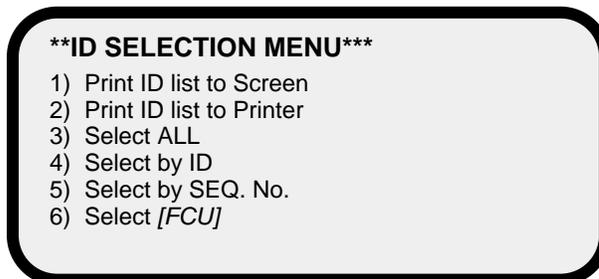 **ID SELECTION MENU***
1) Print ID list to Screen
2) Print ID list to Printer
3) Select ALL
4) Select by ID
5) Select by SEQ. No.
6) Select [FCU]